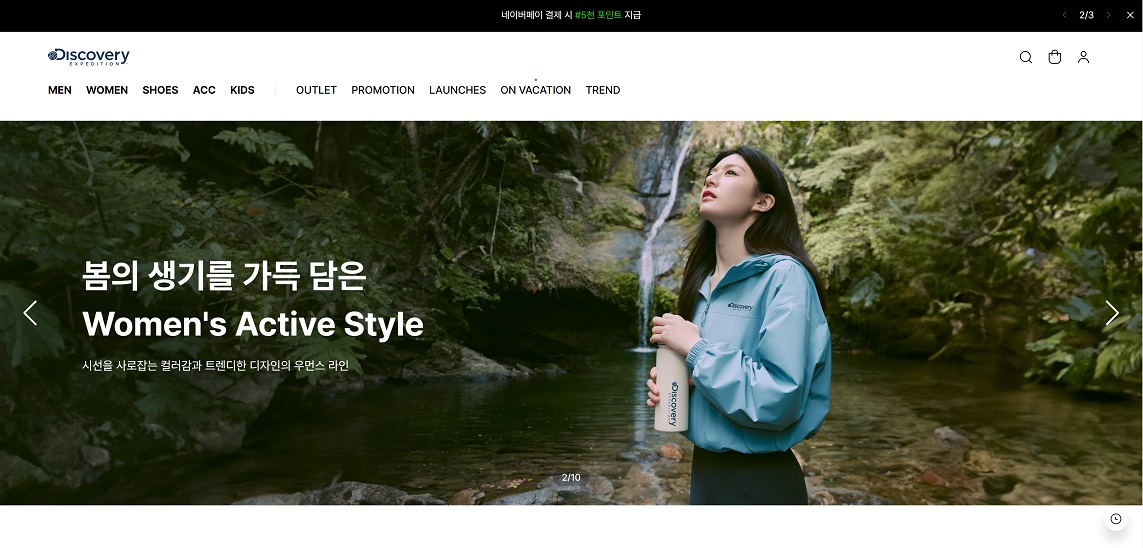 네이버페이 결제 시 #5천 포인트 지급
2/3
Discovery
EXPEDITION
MEN WOMEN SHOES ACC KIDS OUTLET PROMOTION LAUNCHES ON VACATION TREND
봄의 생기를 가득 담은
Women's Active Style
시선을 사로잡는 컬러감과 트렌디한 디자인의 우먼스 라인
Discovery
Discovery
2/10